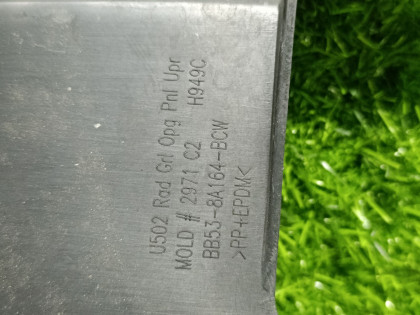 U502 Rad Grl Opg Pnl Upr
MOLD # 2971 C2 H949C
BB53-8A164-BCW
>PP+EPDM<